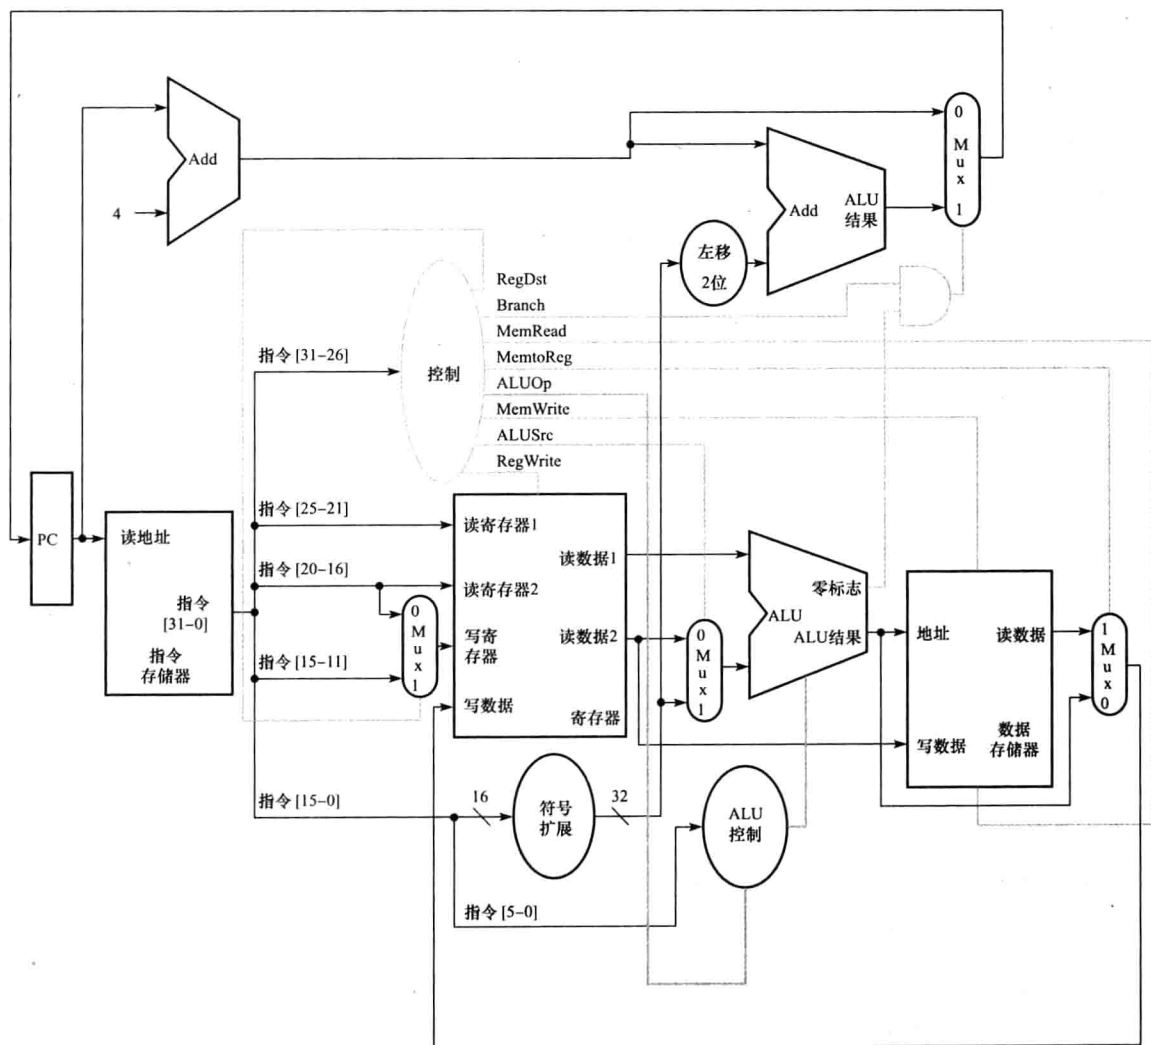 0
M
u
x
1
Add
4
Add
ALU
结果
左移
2位
RegDst
Branch
MemRead
MemtoReg
ALUOp
MemWrite
ALUSrc
RegWrite
控制
指令 [31–26]
PC
读地址
指令
[31–0]
指令
存储器
指令 [25–21]
指令 [20–16]
指令 [15–11]
0
M
u
x
1
读寄存器1
读寄存器2
写寄
存器
写数据
读数据1
读数据2
寄存器
0
M
u
x
1
零标志
ALU
ALU结果
地址
读数据
写数据
数据
存储器
1
M
u
x
0
指令 [15–0]
16
符号
扩展
32
ALU
控制
指令 [5–0]